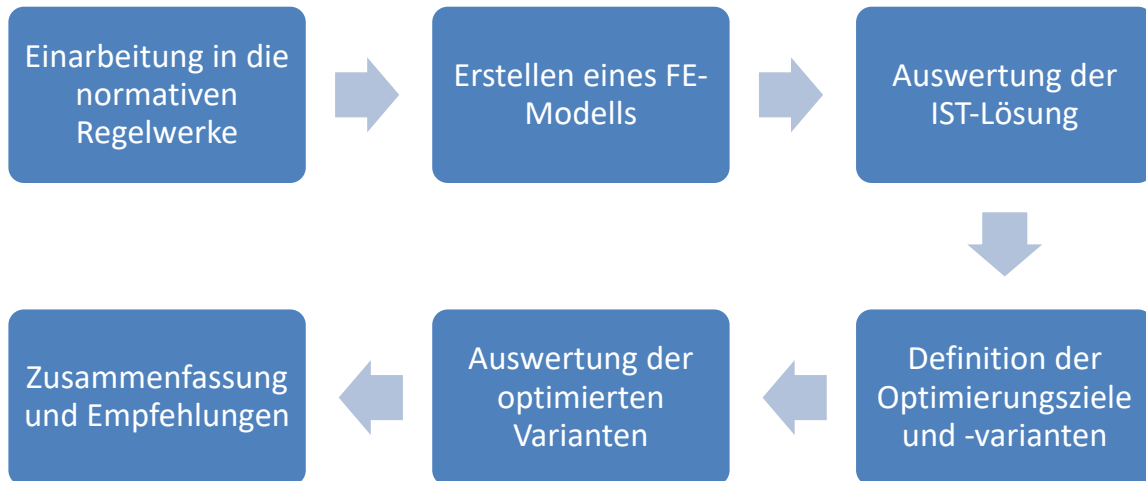 Einarbeitung in die
normativen
Regelwerke
Erstellen eines FE-
Modells
Auswertung der
IST-Lösung
Definition der
Optimierungsziele
und -varianten
Auswertung der
optimierten
Varianten
Zusammenfassung
und Empfehlungen